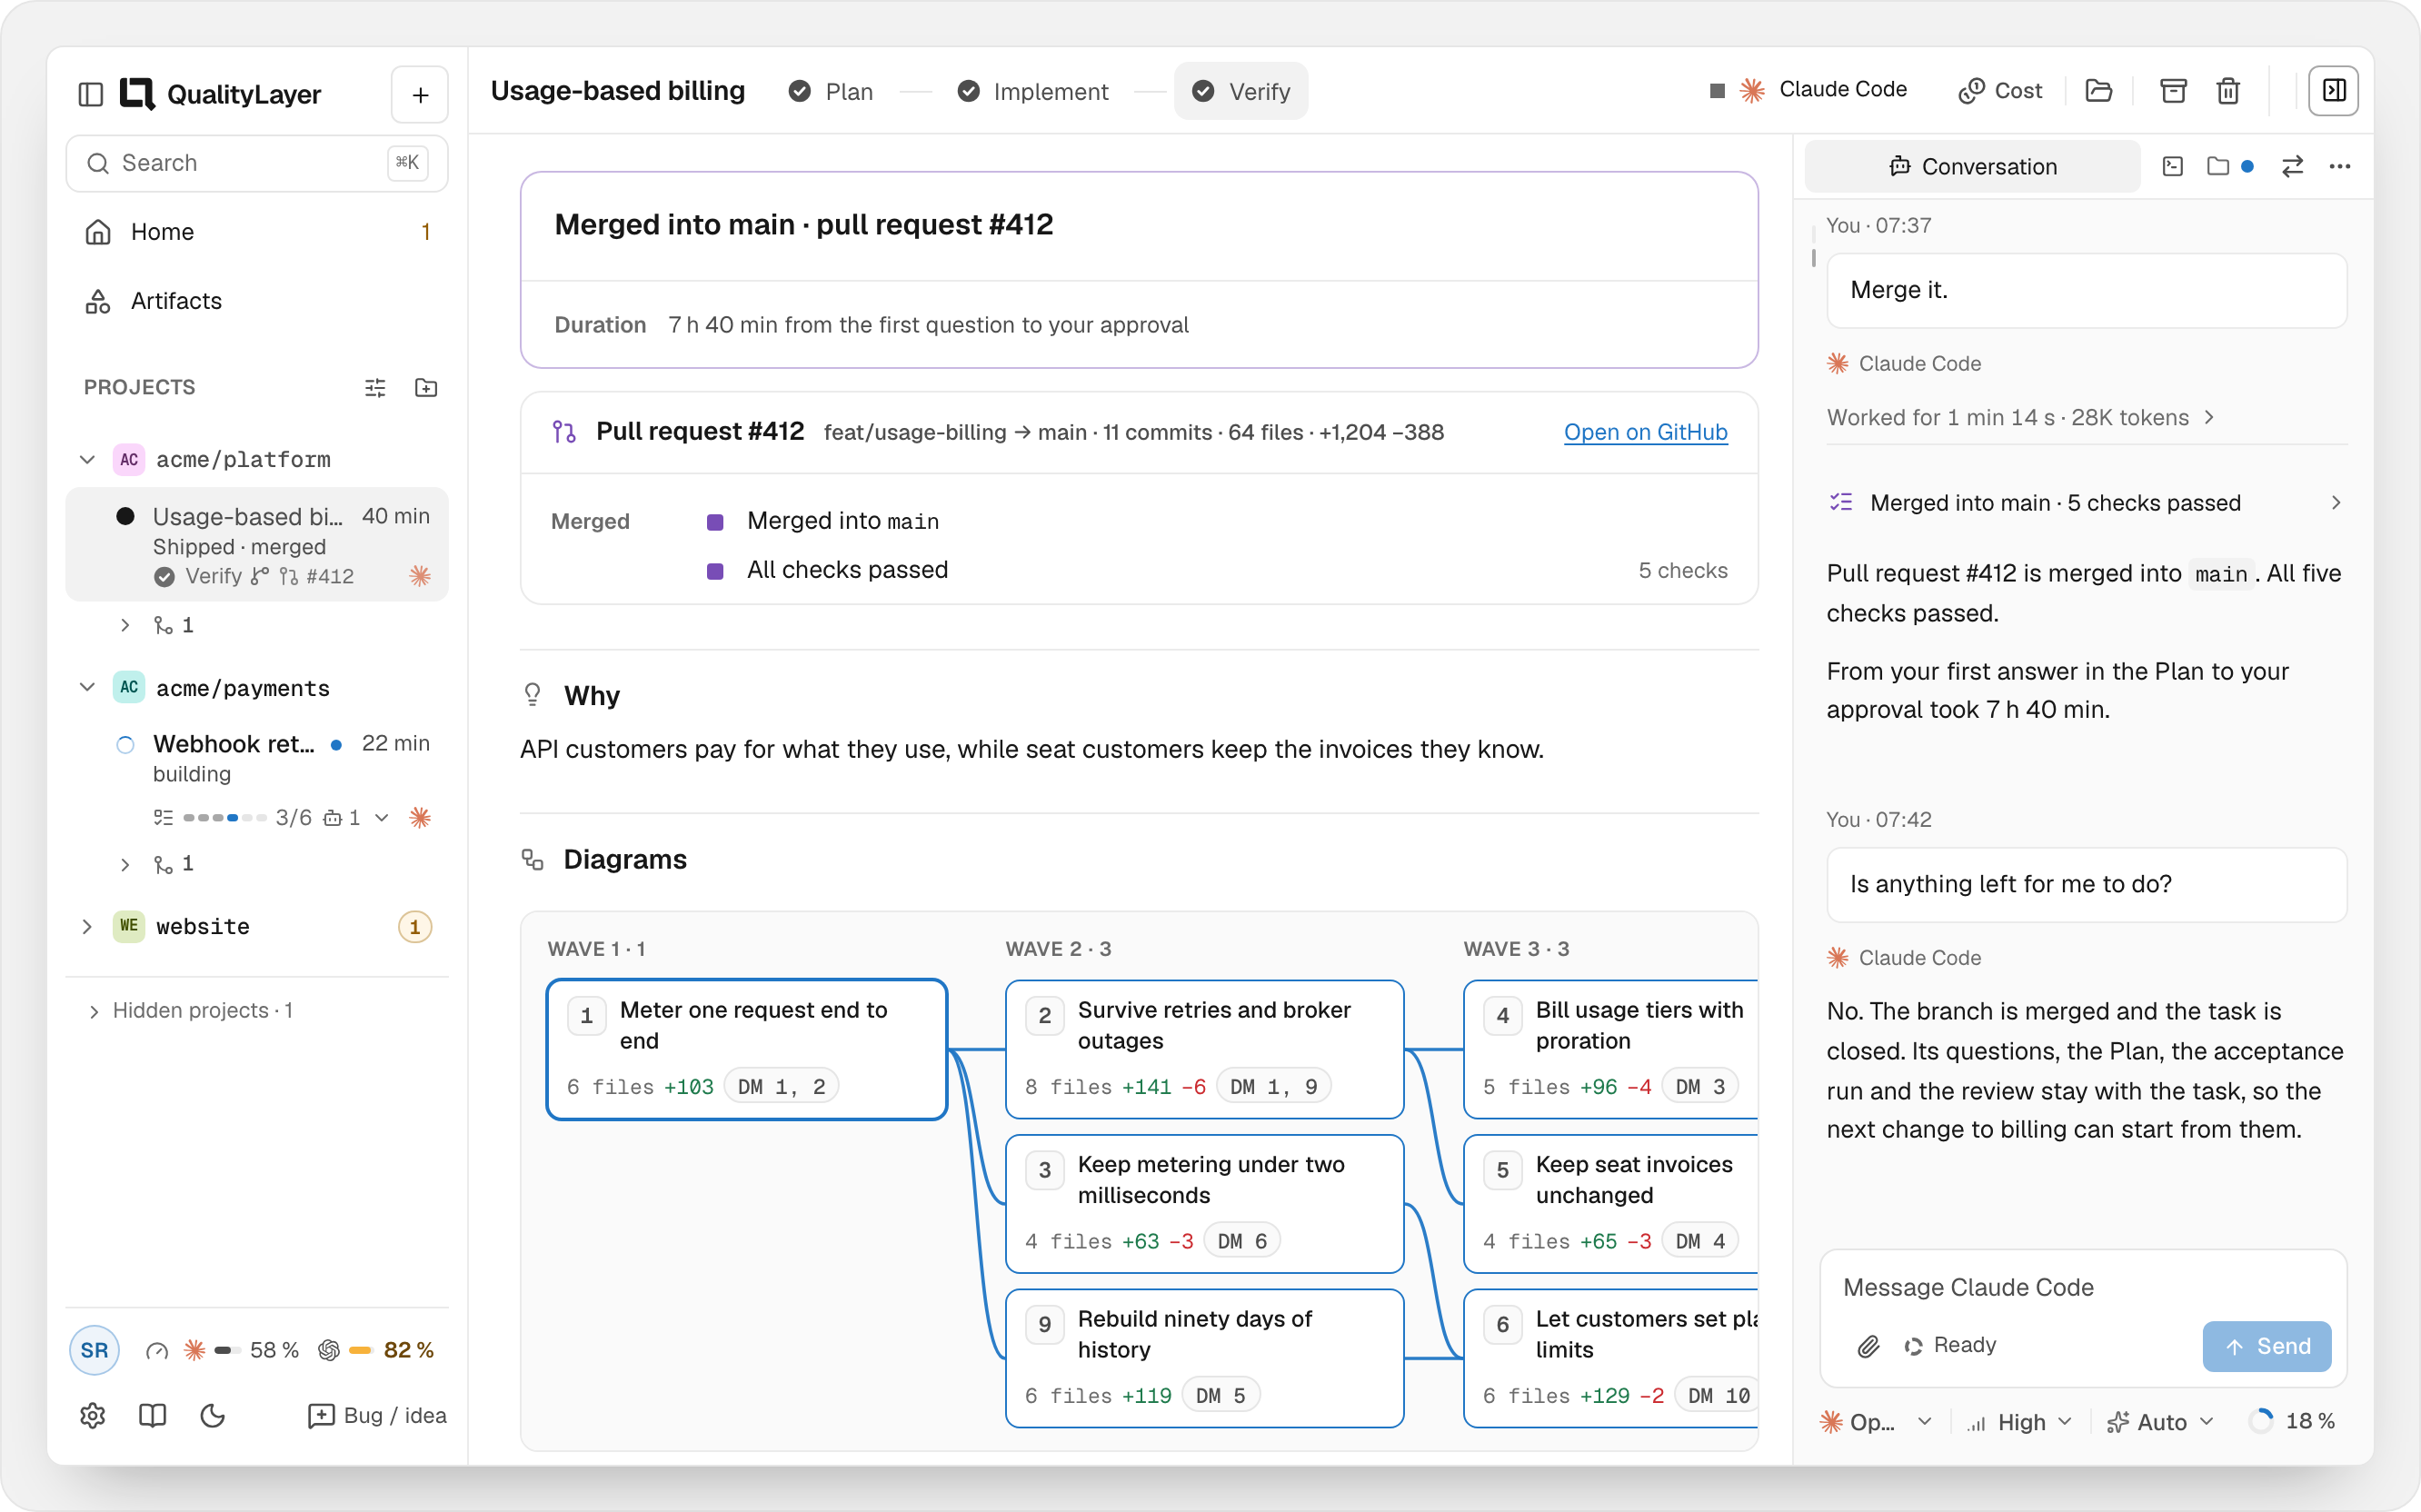 QualityLayer
Search ⌘K
Home 1
Artifacts
PROJECTS
AC acme/platform
Usage-based bi... 40 min
Shipped · merged
Verify #412
1
AC acme/payments
Webhook ret... 22 min
building
3/6 1
1
WE website 1
Hidden projects · 1
SR 58 % 82 %
Bug / idea
Usage-based billing Plan Implement Verify
Claude Code Cost
Merged into main · pull request #412
Duration 7 h 40 min from the first question to your approval
Pull request #412 feat/usage-billing → main · 11 commits · 64 files · +1,204 −388 Open on GitHub
Merged Merged into main
All checks passed 5 checks
Why
API customers pay for what they use, while seat customers keep the invoices they know.
Diagrams
WAVE 1 · 1
1 Meter one request end to
end
6 files +103 DM 1, 2
WAVE 2 · 3
2 Survive retries and broker
outages
8 files +141 −6 DM 1, 9
3 Keep metering under two
milliseconds
4 files +63 −3 DM 6
9 Rebuild ninety days of
history
6 files +119 DM 5
WAVE 3 · 3
4 Bill usage tiers with
proration
5 files +96 −4 DM 3
5 Keep seat invoices
unchanged
4 files +65 −3 DM 4
6 Let customers set pla
limits
6 files +129 −2 DM 10
Conversation
You · 07:37
Merge it.
Claude Code
Worked for 1 min 14 s · 28K tokens
Merged into main · 5 checks passed
Pull request #412 is merged into main. All five
checks passed.
From your first answer in the Plan to your
approval took 7 h 40 min.
You · 07:42
Is anything left for me to do?
Claude Code
No. The branch is merged and the task is
closed. Its questions, the Plan, the acceptance
run and the review stay with the task, so the
next change to billing can start from them.
Message Claude Code
Ready Send
Op... High Auto 18 %